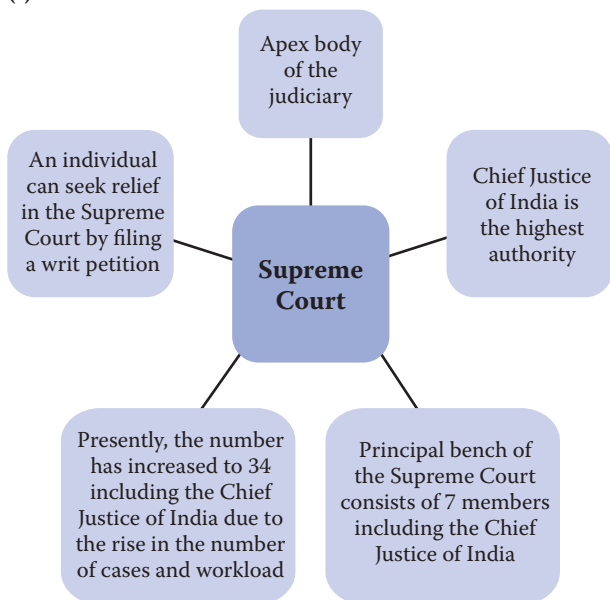 Apex body
of the
judiciary
An individual
can seek relief
in the Supreme
Court by filing
a writ petition
Chief Justice
of India is
the highest
authority
Supreme
Court
Presently, the number
has increased to 34
including the Chief
Justice of India due to
the rise in the number
of cases and workload
Principal bench of
the Supreme Court
consists of 7 members
including the Chief
Justice of India